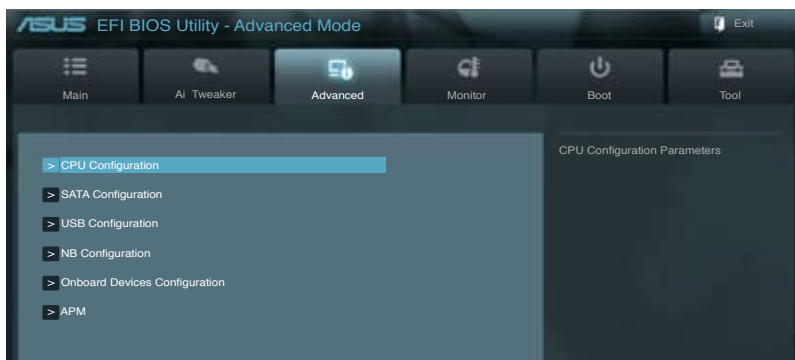 ASUS EFI BIOS Utility - Advanced Mode
Exit
Main
Ai Tweaker
Advanced
Monitor
Boot
Tool
> CPU Configuration
> SATA Configuration
> USB Configuration
> NB Configuration
> Onboard Devices Configuration
> APM
CPU Configuration Parameters